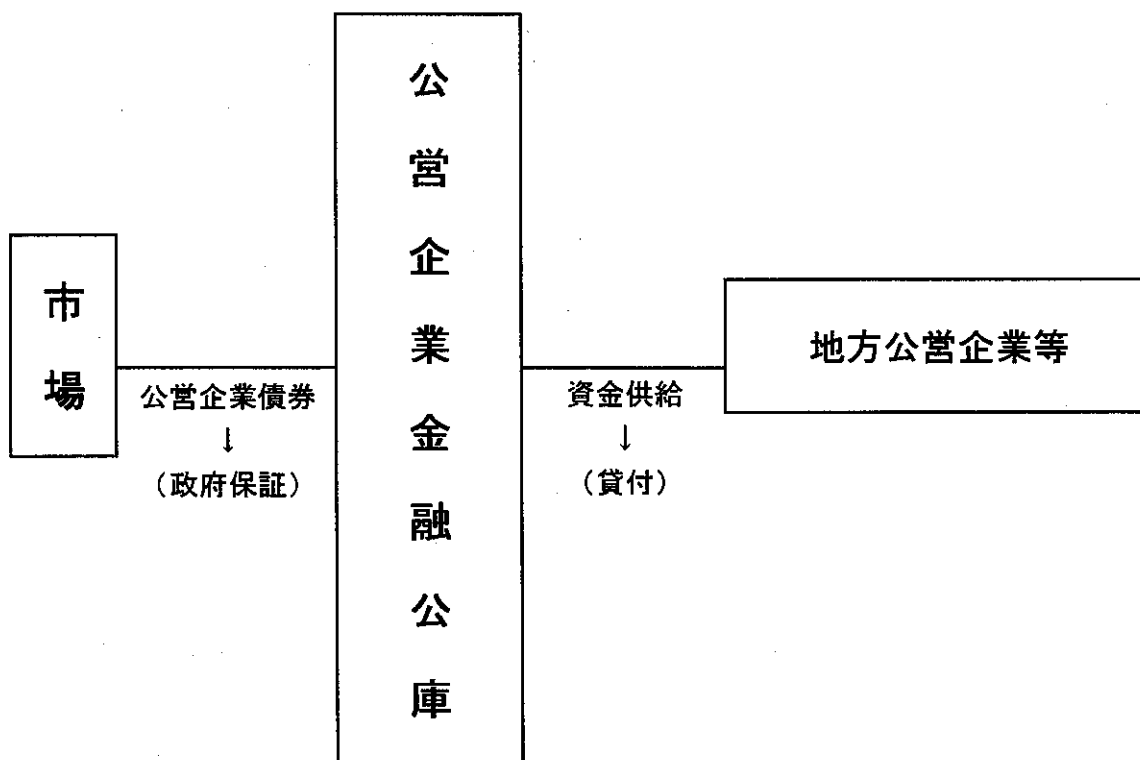 市場
公営企業債券
↓
（政府保証）
公営企業金融公庫
資金供給
↓
（貸付）
地方公営企業等